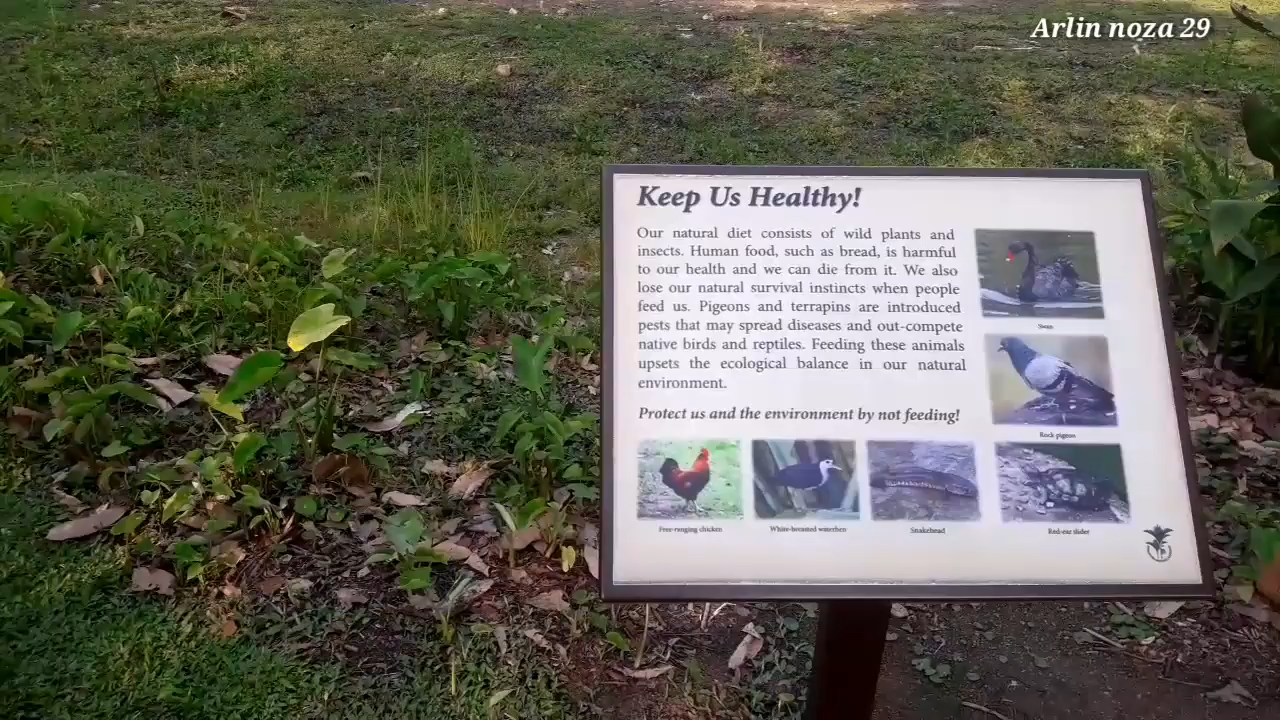 Arlin noza 29
Keep Us Healthy!
Our natural diet consists of wild plants and
insects. Human food, such as bread, is harmful
to our health and we can die from it. We also
lose our natural survival instincts when people
feed us. Pigeons and terrapins are introduced
pests that may spread diseases and out-compete
native birds and reptiles. Feeding these animals
upsets the ecological balance in our natural
environment.
Protect us and the environment by not feeding!
Swan
Rock pigeon
Free-ranging chicken
White-breasted waterhen
Snakehead
Red-ear slider